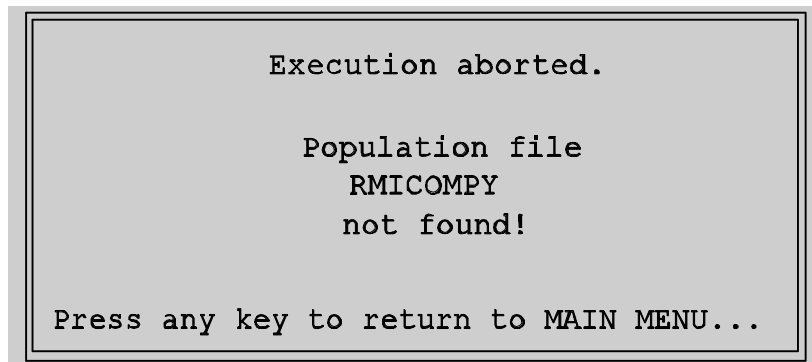 Execution aborted.
Population file
RMICOMPY
not found!
Press any key to return to MAIN MENU...